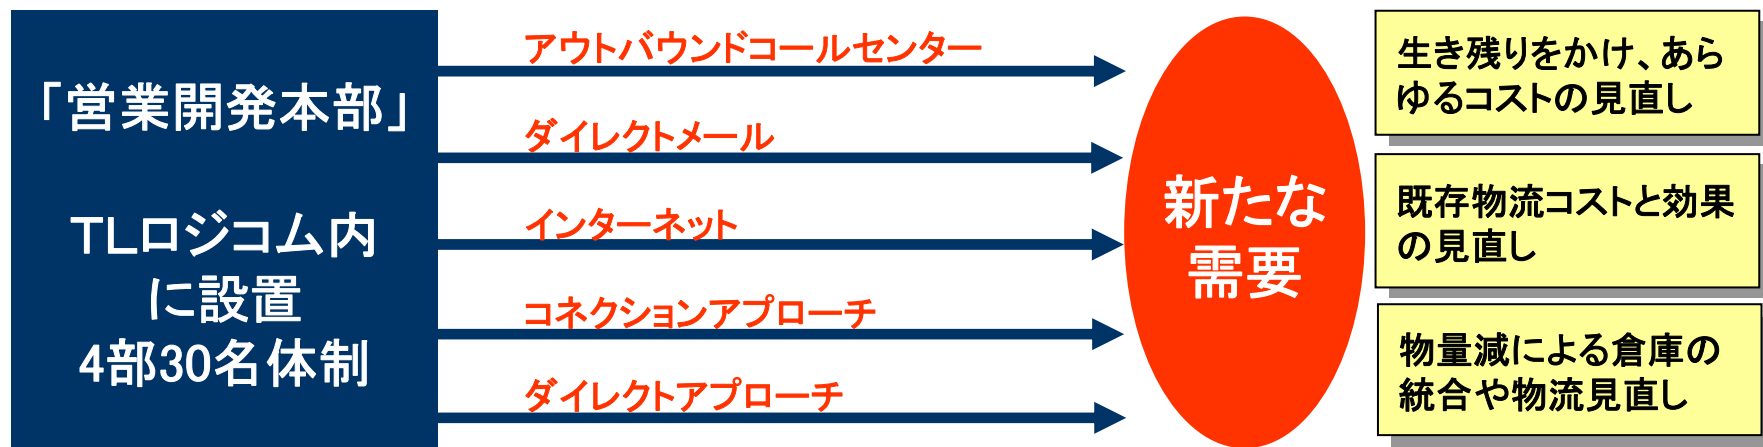 「営業開発本部」
TLロジコム内
に設置
4部30名体制
アウトバウンドコールセンター
ダイレクトメール
インターネット
コネクションアプローチ
ダイレクトアプローチ
新たな
需要
生き残りをかけ、あら
ゆるコストの見直し
既存物流コストと効果
の見直し
物量減による倉庫の
統合や物流見直し